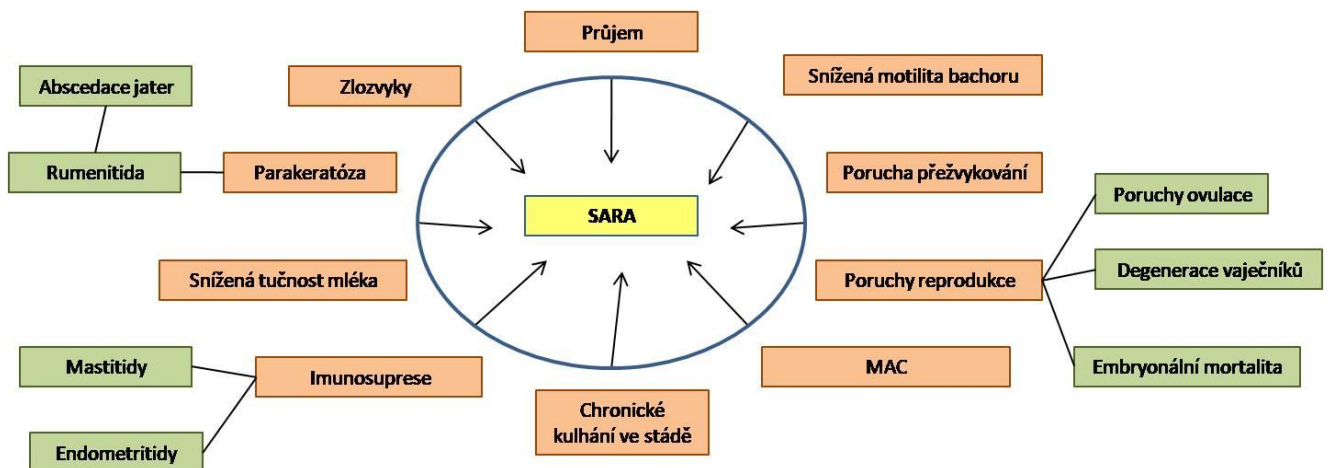 Průjem
Abscedace jater
Zlozvyky
Snížená motilita bachoru
Rumenitida
Parakeratóza
Porucha přežvykování
SARA
Poruchy ovulace
Snížená tučnost mléka
Poruchy reprodukce
Degenerace vaječníků
Mastitidy
Imunosuprese
MAC
Embryonální mortalita
Chronické
kulhání ve stádě
Endometritidy